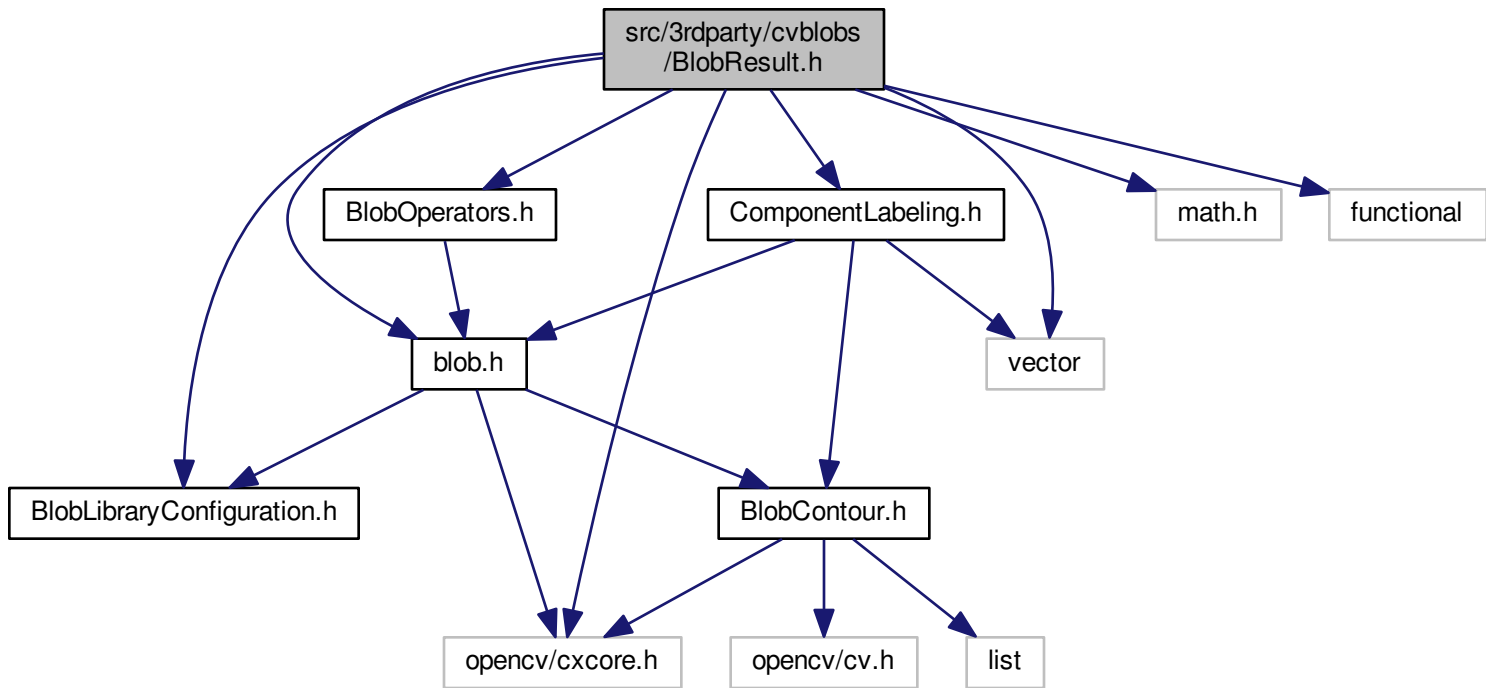 src/3rdparty/cvblobs
/BlobResult.h
BlobOperators.h
ComponentLabeling.h
math.h
functional
blob.h
vector
BlobLibraryConfiguration.h
BlobContour.h
opencv/cxcore.h
opencv/cv.h
list